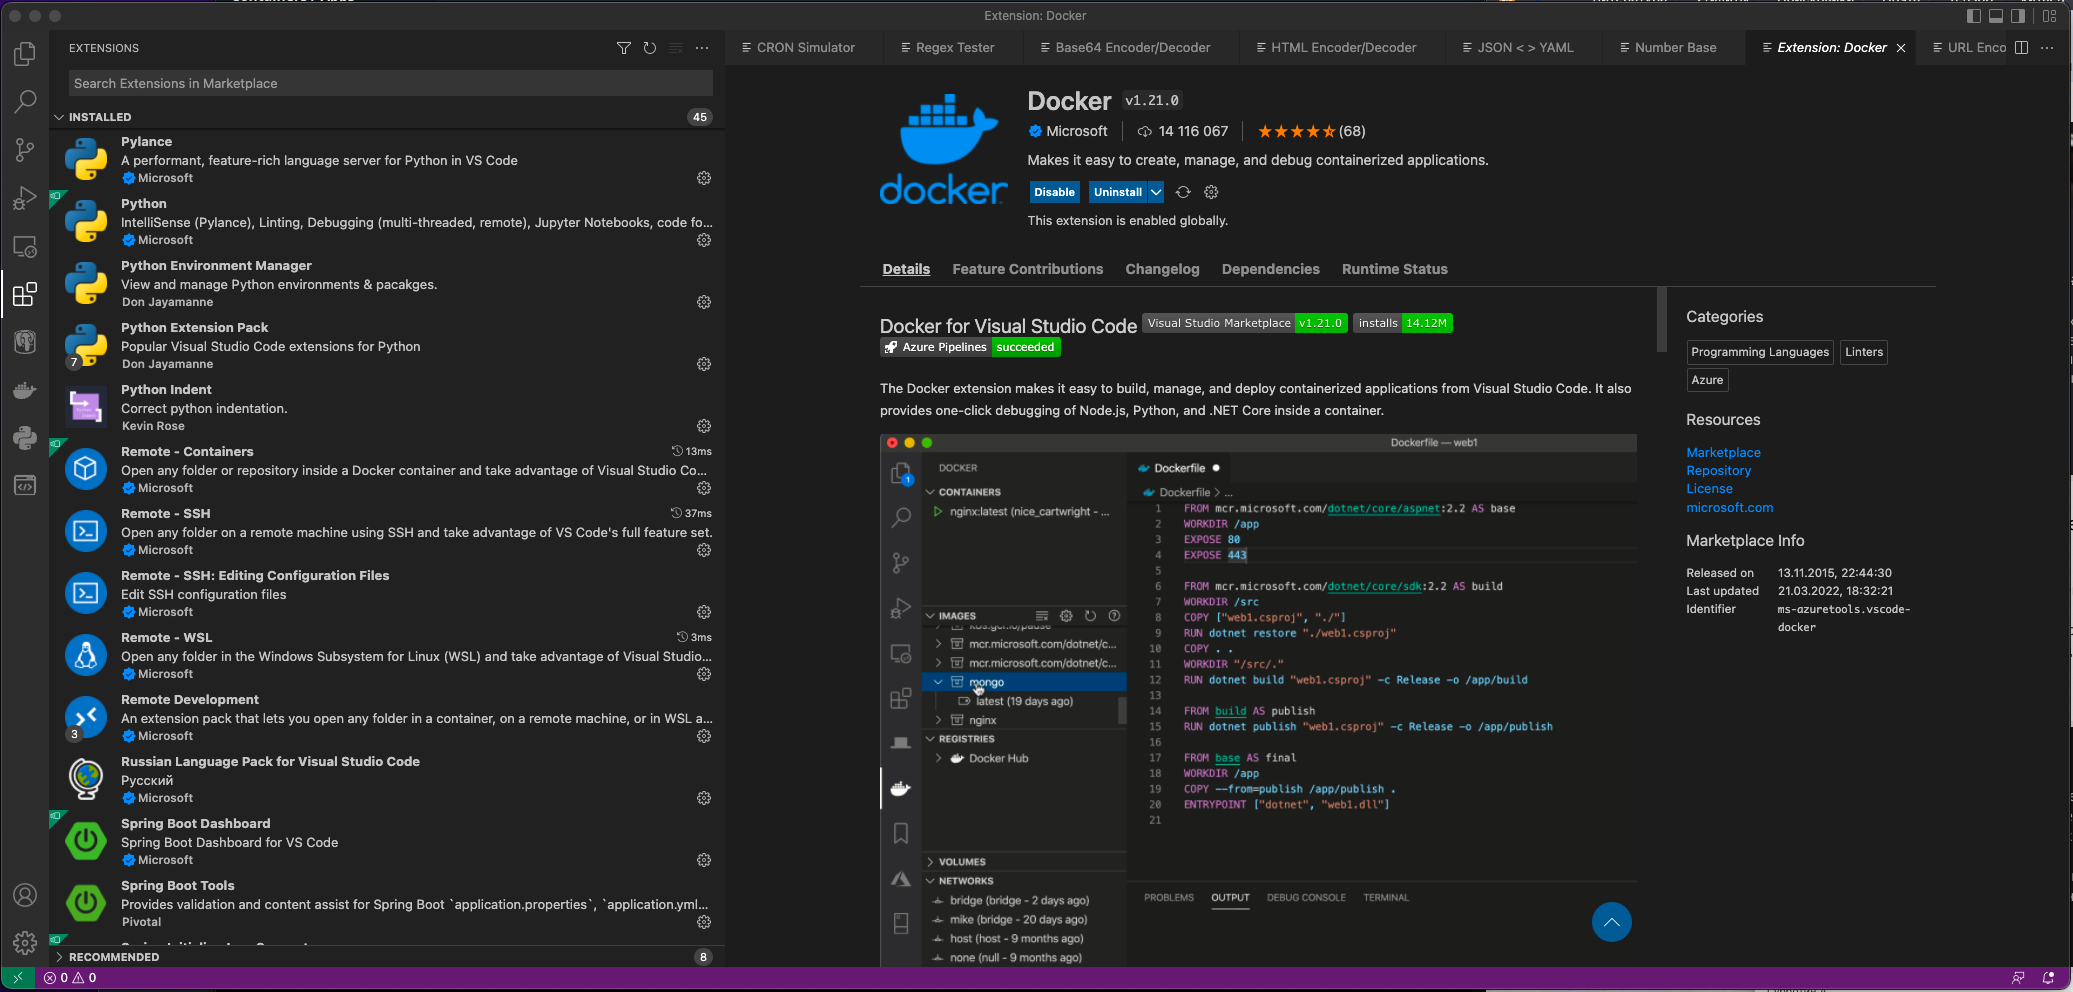 Extension: Docker
EXTENSIONS
Search Extensions in Marketplace
INSTALLED
45
Pylance
A performant, feature-rich language server for Python in VS Code
Microsoft
Python
IntelliSense (Pylance), Linting, Debugging (multi-threaded, remote), Jupyter Notebooks, code fo...
Microsoft
Python Environment Manager
View and manage Python environments & pacakges.
Don Jayamanne
Python Extension Pack
Popular Visual Studio Code extensions for Python
7
Don Jayamanne
Python Indent
Correct python indentation.
Kevin Rose
Remote - Containers
13ms
Open any folder or repository inside a Docker container and take advantage of Visual Studio Co...
Microsoft
Remote - SSH
37ms
Open any folder on a remote machine using SSH and take advantage of VS Code's full feature set.
Microsoft
Remote - SSH: Editing Configuration Files
Edit SSH configuration files
Microsoft
Remote - WSL
3ms
Open any folder in the Windows Subsystem for Linux (WSL) and take advantage of Visual Studio...
Microsoft
Remote Development
An extension pack that lets you open any folder in a container, on a remote machine, or in WSL a...
3
Microsoft
Russian Language Pack for Visual Studio Code
Русский
Microsoft
Spring Boot Dashboard
Spring Boot Dashboard for VS Code
Microsoft
Spring Boot Tools
Provides validation and content assist for Spring Boot `application.properties`, `application.yml...
Pivotal
RECOMMENDED
8
0 0
CRON Simulator
Regex Tester
Base64 Encoder/Decoder
HTML Encoder/Decoder
JSON < > YAML
Number Base
Extension: Docker
URL Enco
docker
Docker v1.21.0
Microsoft 14 116 067 (68)
Makes it easy to create, manage, and debug containerized applications.
Disable Uninstall
This extension is enabled globally.
Details Feature Contributions Changelog Dependencies Runtime Status
Docker for Visual Studio Code Visual Studio Marketplace v1.21.0 installs 14.12M
Azure Pipelines succeeded
The Docker extension makes it easy to build, manage, and deploy containerized applications from Visual Studio Code. It also
provides one-click debugging of Node.js, Python, and .NET Core inside a container.
Dockerfile — web1
1
DOCKER
CONTAINERS
nginx:latest (nice_cartwright - ...
IMAGES
mcr.microsoft.com/dotnet/c...
mcr.microsoft.com/dotnet/c...
mongo
latest (19 days ago)
nginx
REGISTRIES
Docker Hub
VOLUMES
NETWORKS
bridge (bridge - 2 days ago)
mike (bridge - 20 days ago)
host (host - 9 months ago)
none (null - 9 months ago)
Dockerfile
Dockerfile > ...
1 FROM mcr.microsoft.com/dotnet/core/aspnet:2.2 AS base
2 WORKDIR /app
3 EXPOSE 80
4 EXPOSE 443
5
6 FROM mcr.microsoft.com/dotnet/core/sdk:2.2 AS build
7 WORKDIR /src
8 COPY ["web1.csproj", "./"]
9 RUN dotnet restore "./web1.csproj"
10 COPY . .
11 WORKDIR "/src/."
12 RUN dotnet build "web1.csproj" -c Release -o /app/build
13
14 FROM build AS publish
15 RUN dotnet publish "web1.csproj" -c Release -o /app/publish
16
17 FROM base AS final
18 WORKDIR /app
19 COPY --from=publish /app/publish .
20 ENTRYPOINT ["dotnet", "web1.dll"]
21
PROBLEMS OUTPUT DEBUG CONSOLE TERMINAL
Categories
Programming Languages Linters
Azure
Resources
Marketplace
Repository
License
microsoft.com
Marketplace Info
Released on 13.11.2015, 22:44:30
Last updated 21.03.2022, 18:32:21
Identifier ms-azuretools.vscode-
docker